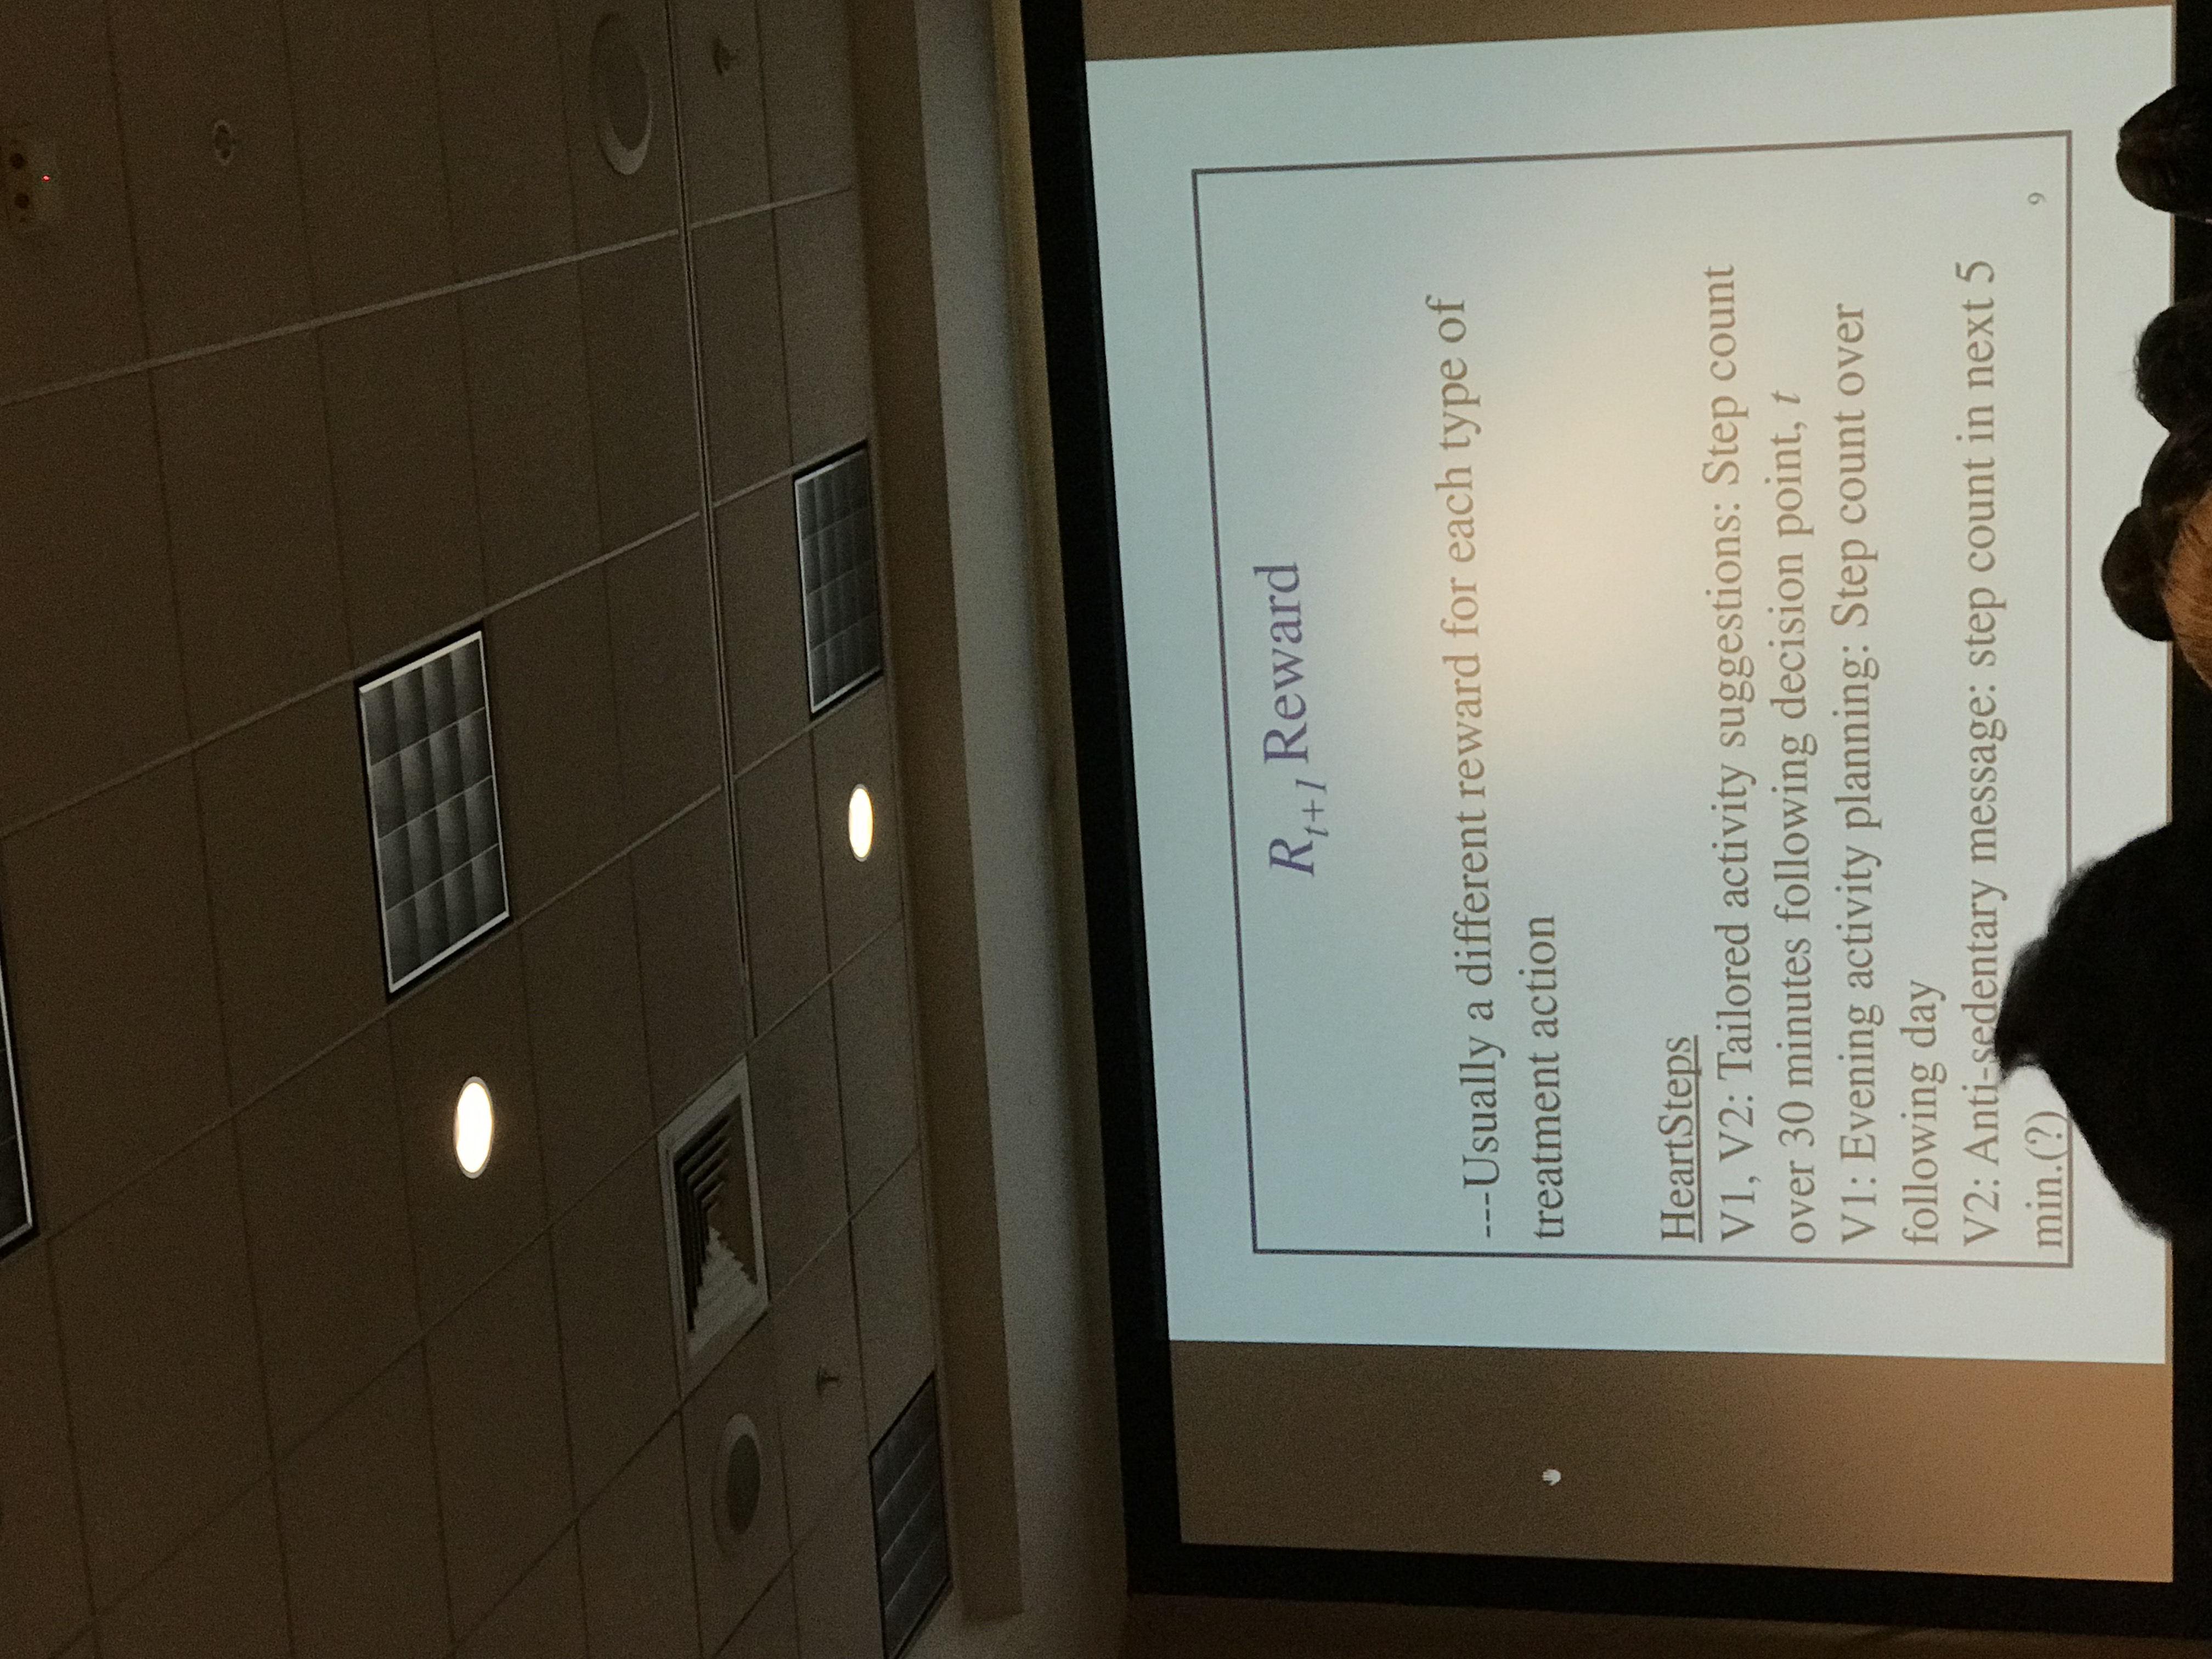 R_{t+1} Reward
---Usually a different reward for each type of
treatment action
HeartSteps
V1, V2: Tailored activity suggestions: Step count
over 30 minutes following decision point, t
V1: Evening activity planning: Step count over
following day
V2: Anti-sedentary message: step count in next 5
min.(?)
9